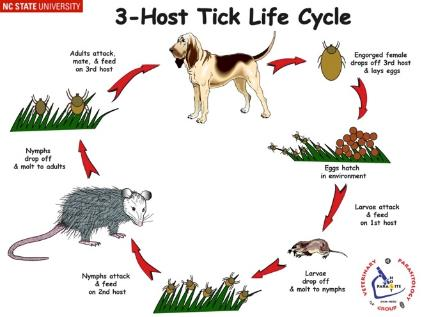 NC STATE UNIVERSITY
3-Host Tick Life Cycle
Adults attack,
mate, & feed
on 3rd host
Engorged female
drops off 3rd host
& lays eggs
Eggs hatch
in environment
Larvae attack
& feed
on 1st host
Larvae
drop off
& molt to nymphs
Nymphs attack
& feed
on 2nd host
Nymphs
drop off
& molt to adults
VETERINARY PARASITOLOGY GROUP
PARASITE